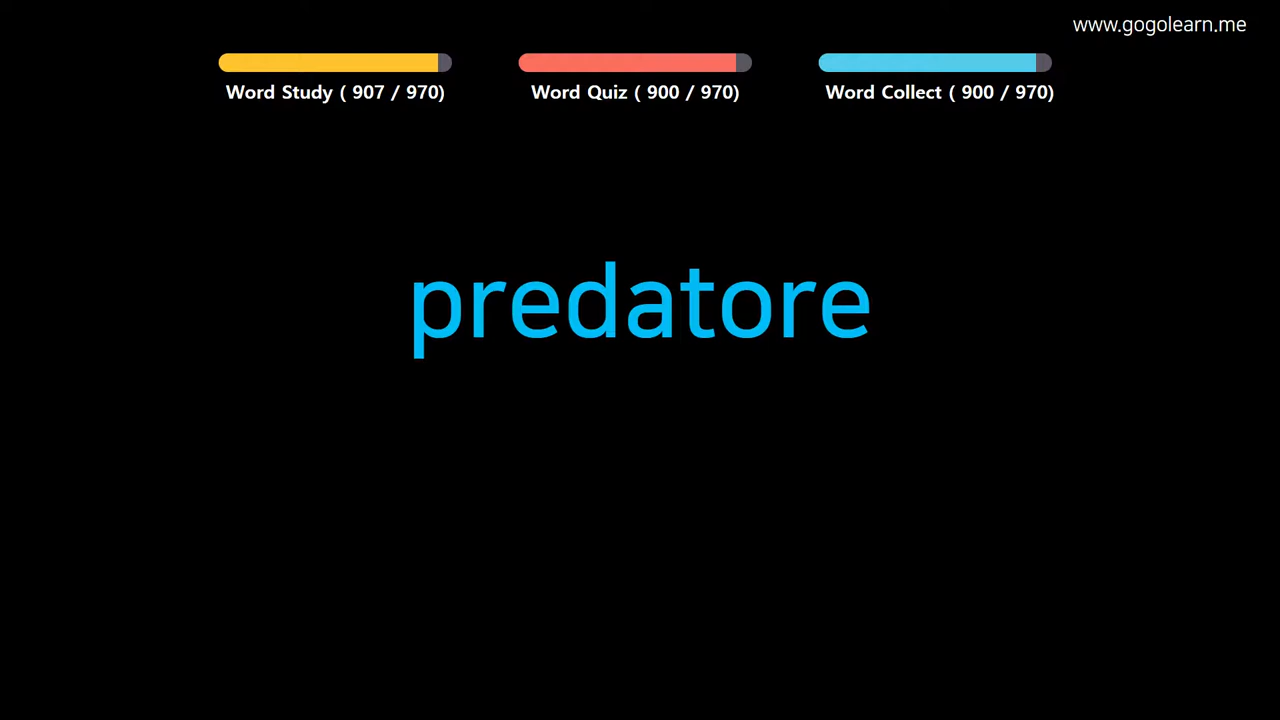 www.gogolearn.me
Word Study ( 907 / 970)
Word Quiz ( 900 / 970)
Word Collect ( 900 / 970)
predatore